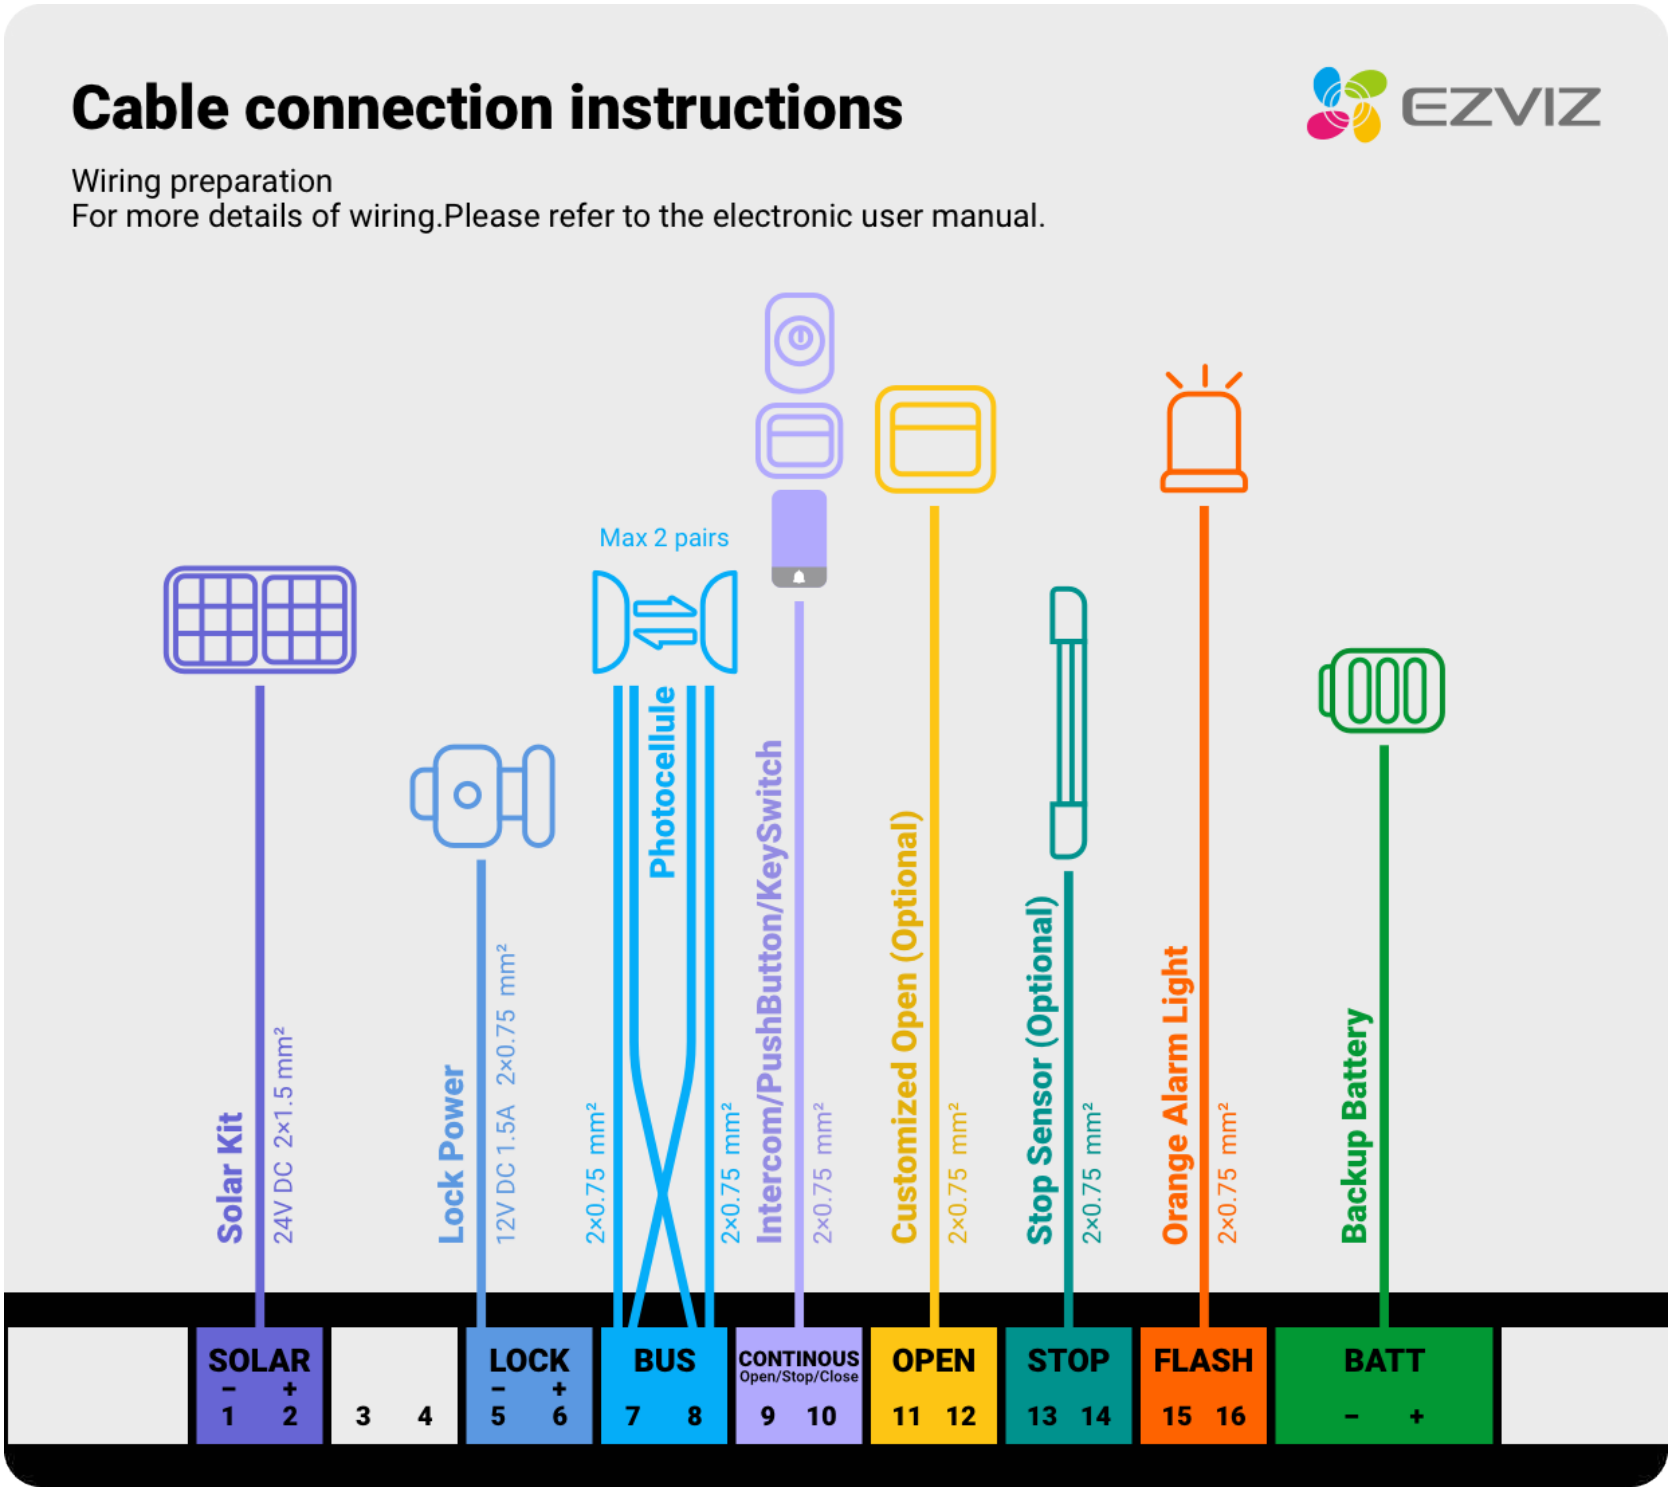 Cable connection instructions
EZVIZ
Wiring preparation
For more details of wiring.Please refer to the electronic user manual.
Max 2 pairs
Solar Kit
24V DC 2×1.5 mm²
Lock Power
12V DC 1.5A 2×0.75 mm²
2×0.75 mm²
Photocellule
2×0.75 mm²
Intercom/PushButton/KeySwitch
2×0.75 mm²
Customized Open (Optional)
2×0.75 mm²
Stop Sensor (Optional)
2×0.75 mm²
Orange Alarm Light
2×0.75 mm²
Backup Battery
SOLAR
− +
1 2
3 4
LOCK
− +
5 6
BUS
7 8
CONTINOUS
Open/Stop/Close
9 10
OPEN
11 12
STOP
13 14
FLASH
15 16
BATT
− +